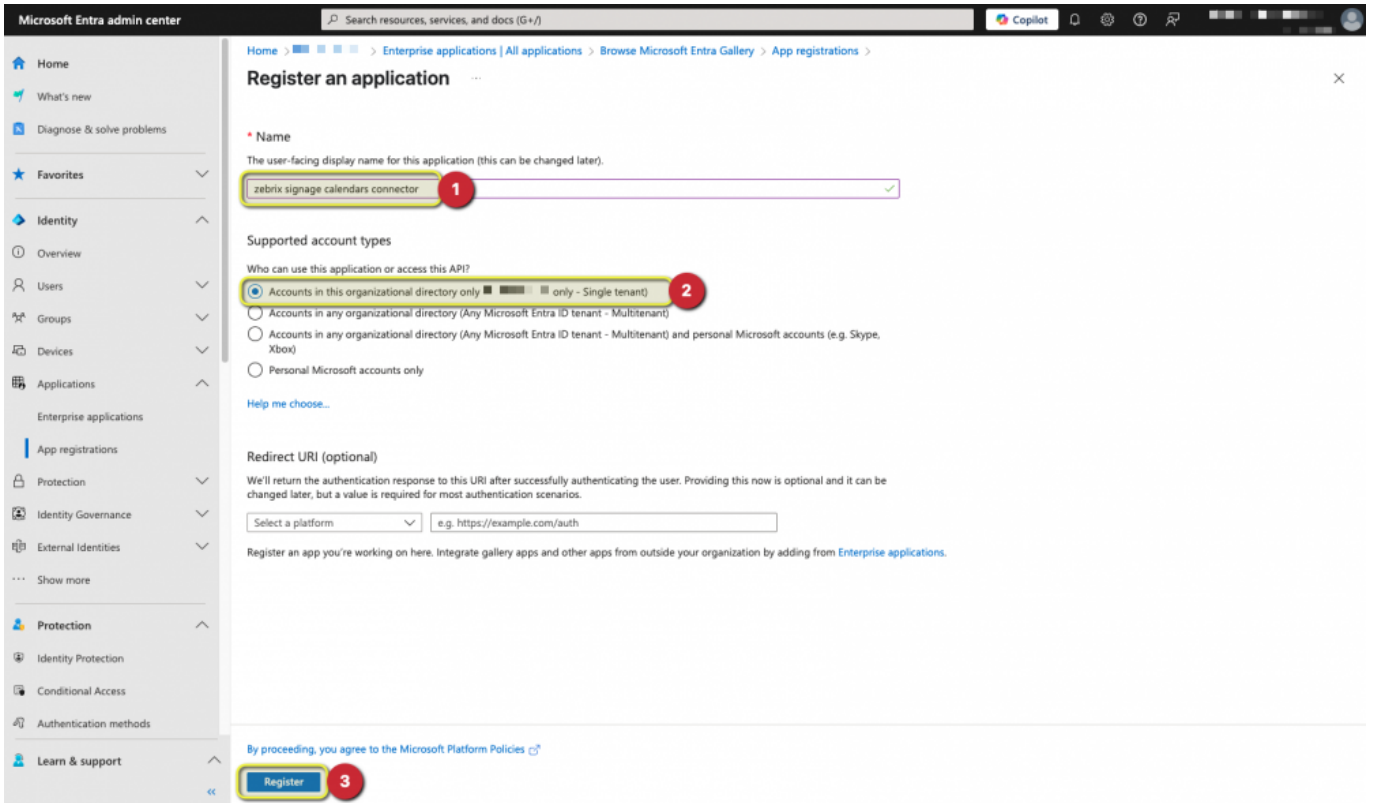 Microsoft Entra admin center
Search resources, services, and docs (G+/)
Copilot
Home > > Enterprise applications | All applications > Browse Microsoft Entra Gallery > App registrations >
Register an application ...
Home
What's new
Diagnose & solve problems
Favorites
Identity
Overview
Users
Groups
Devices
Applications
Enterprise applications
App registrations
Protection
Identity Governance
External Identities
Show more
Protection
Identity Protection
Conditional Access
Authentication methods
Learn & support
«
* Name
The user-facing display name for this application (this can be changed later).
zebrix signage calendars connector
1
Supported account types
Who can use this application or access this API?
Accounts in this organizational directory only only - Single tenant)
2
Accounts in any organizational directory (Any Microsoft Entra ID tenant - Multitenant)
Accounts in any organizational directory (Any Microsoft Entra ID tenant - Multitenant) and personal Microsoft accounts (e.g. Skype,
Xbox)
Personal Microsoft accounts only
Help me choose...
Redirect URI (optional)
We'll return the authentication response to this URI after successfully authenticating the user. Providing this now is optional and it can be
changed later, but a value is required for most authentication scenarios.
Select a platform
e.g. https://example.com/auth
Register an app you're working on here. Integrate gallery apps and other apps from outside your organization by adding from Enterprise applications.
By proceeding, you agree to the Microsoft Platform Policies
Register
3